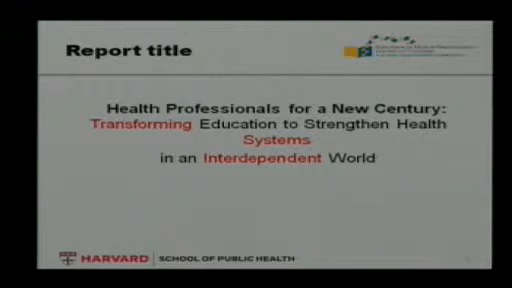 Report title
Health Professionals for a New Century:
Transforming Education to Strengthen Health
Systems
in an Interdependent World
HARVARD SCHOOL OF PUBLIC HEALTH